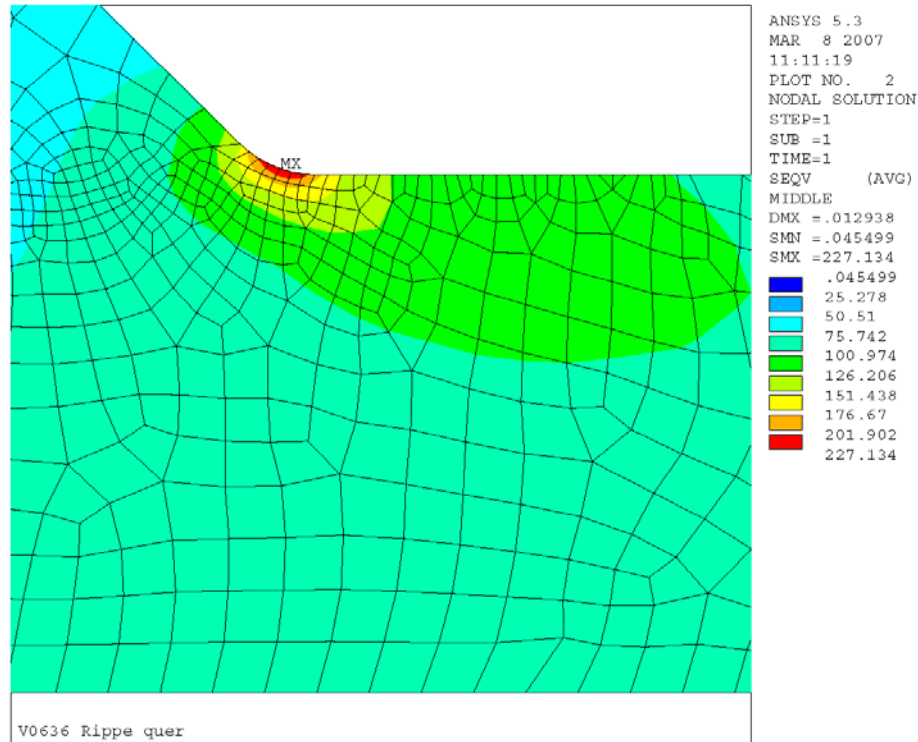 MX
ANSYS 5.3
MAR 8 2007
11:11:19
PLOT NO. 2
NODAL SOLUTION
STEP=1
SUB =1
TIME=1
SEQV (AVG)
MIDDLE
DMX =.012938
SMN =.045499
SMX =227.134
.045499
25.278
50.51
75.742
100.974
126.206
151.438
176.67
201.902
227.134
V0636 Rippe quer